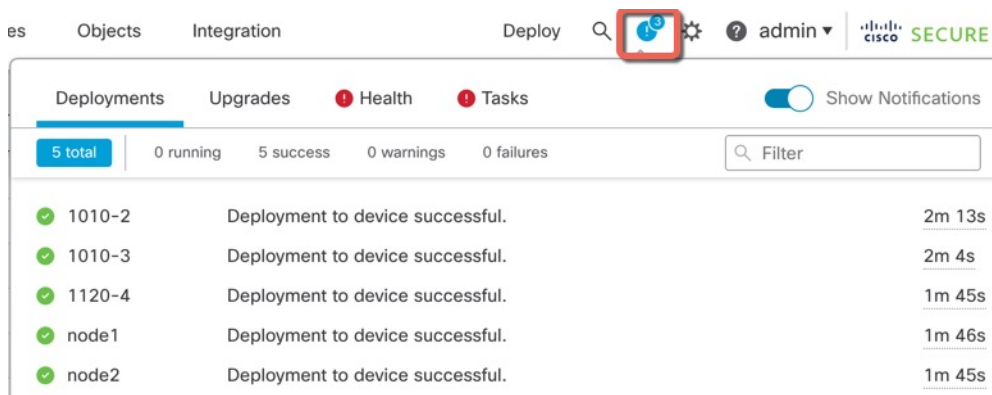 es Objects Integration Deploy 3 admin cisco SECURE
Deployments Upgrades Health Tasks Show Notifications
5 total 0 running 5 success 0 warnings 0 failures Filter
1010-2 Deployment to device successful. 2m 13s
1010-3 Deployment to device successful. 2m 4s
1120-4 Deployment to device successful. 1m 45s
node1 Deployment to device successful. 1m 46s
node2 Deployment to device successful. 1m 45s